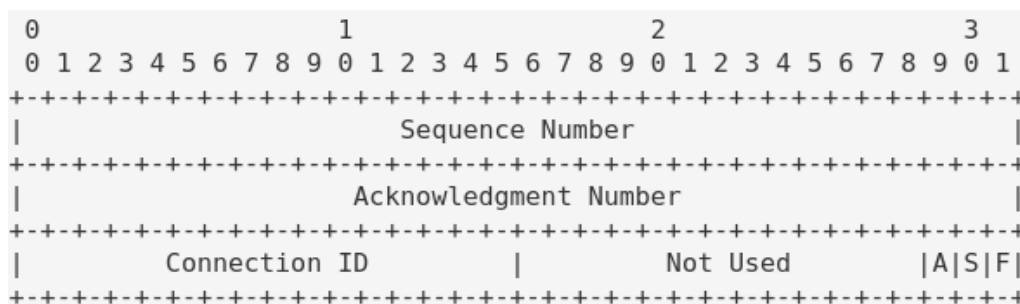 0 1 2 3
0 1 2 3 4 5 6 7 8 9 0 1 2 3 4 5 6 7 8 9 0 1 2 3 4 5 6 7 8 9 0 1
+-+-+-+-+-+-+-+-+-+-+-+-+-+-+-+-+-+-+-+-+-+-+-+-+-+-+-+-+-+-+-+-+
| Sequence Number |
+-+-+-+-+-+-+-+-+-+-+-+-+-+-+-+-+-+-+-+-+-+-+-+-+-+-+-+-+-+-+-+-+
| Acknowledgment Number |
+-+-+-+-+-+-+-+-+-+-+-+-+-+-+-+-+-+-+-+-+-+-+-+-+-+-+-+-+-+-+-+-+
| Connection ID | Not Used |A|S|F|
+-+-+-+-+-+-+-+-+-+-+-+-+-+-+-+-+-+-+-+-+-+-+-+-+-+-+-+-+-+-+-+-+